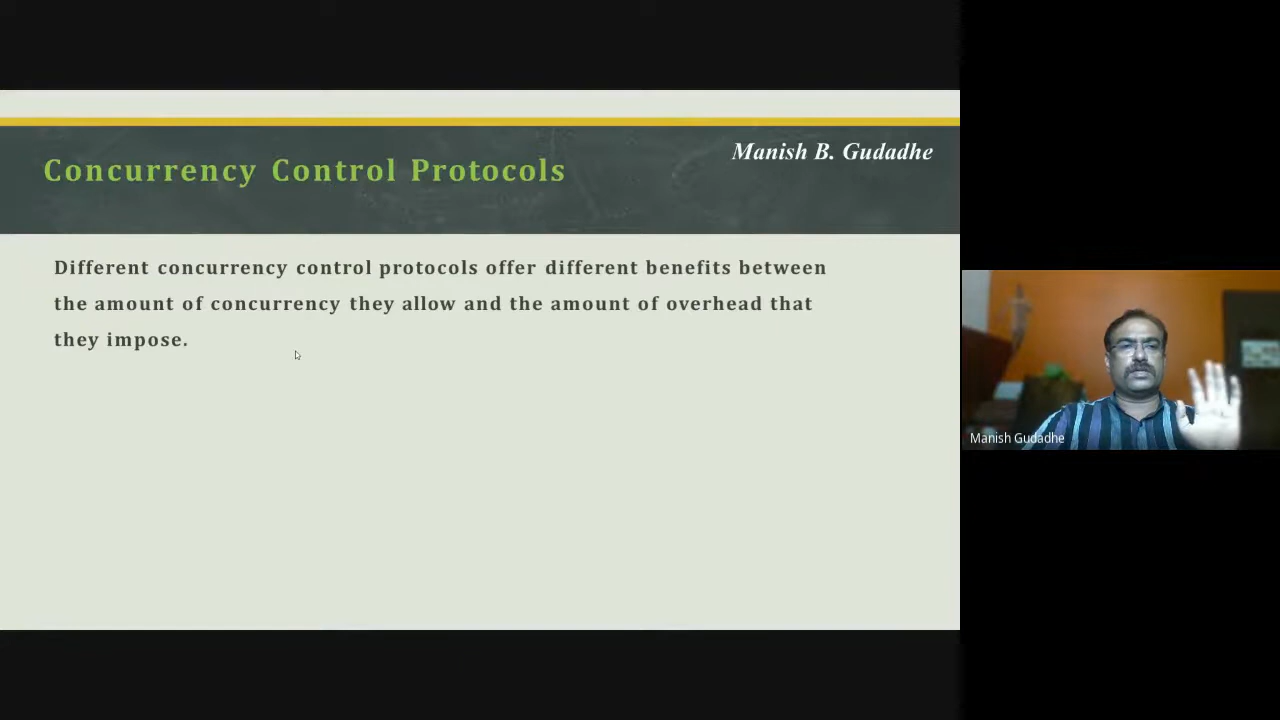 Manish B. Gudadhe
Concurrency Control Protocols
Different concurrency control protocols offer different benefits between
the amount of concurrency they allow and the amount of overhead that
they impose.
Manish Gudadhe